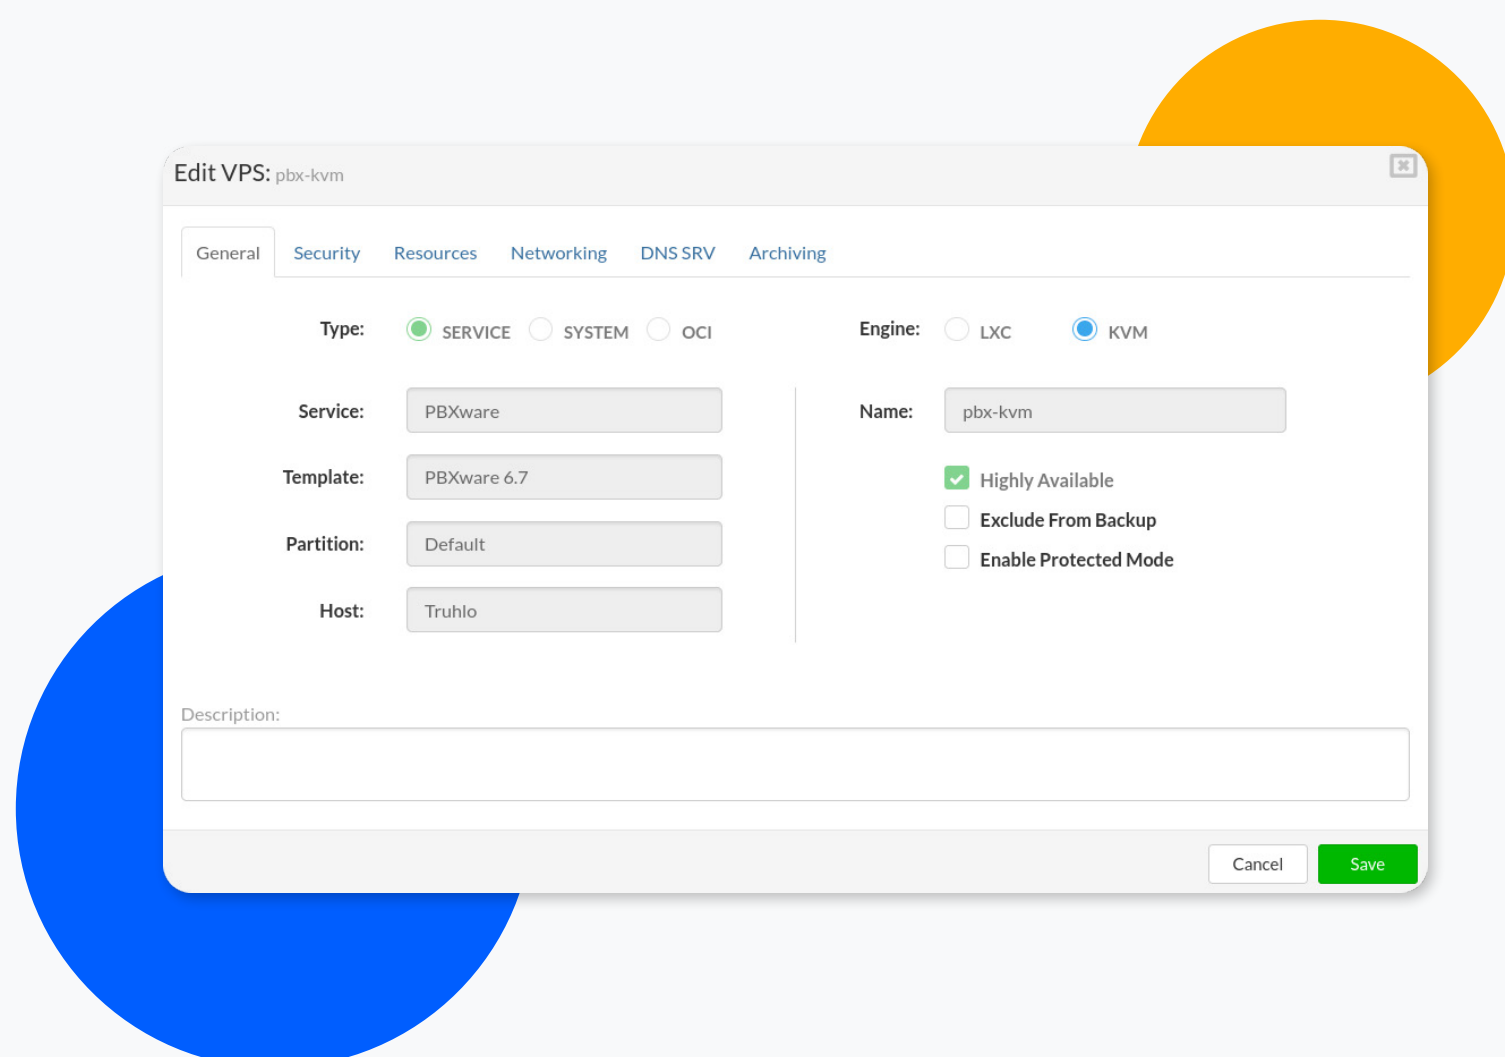 Edit VPS: pbx-kvm
General Security Resources Networking DNS SRV Archiving
Type: SERVICE SYSTEM OCI Engine: LXC KVM
Service: PBXware Name: pbx-kvm
Template: PBXware 6.7 Highly Available
Exclude From Backup
Partition: Default Enable Protected Mode
Host: Truhlo
Description:
Cancel Save